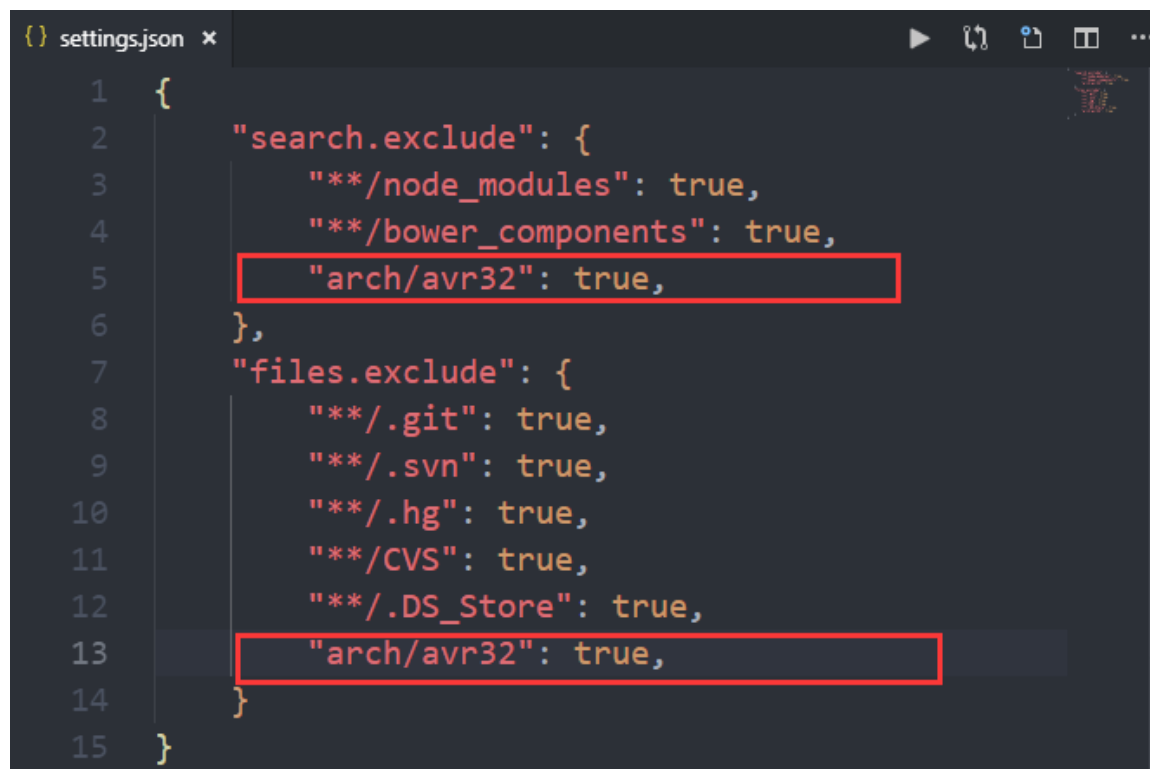 {} settings.json ×
1 {
2 "search.exclude": {
3 "**/node_modules": true,
4 "**/bower_components": true,
5 "arch/avr32": true,
6 },
7 "files.exclude": {
8 "**/.git": true,
9 "**/.svn": true,
10 "**/.hg": true,
11 "**/CVS": true,
12 "**/.DS_Store": true,
13 "arch/avr32": true,
14 }
15 }